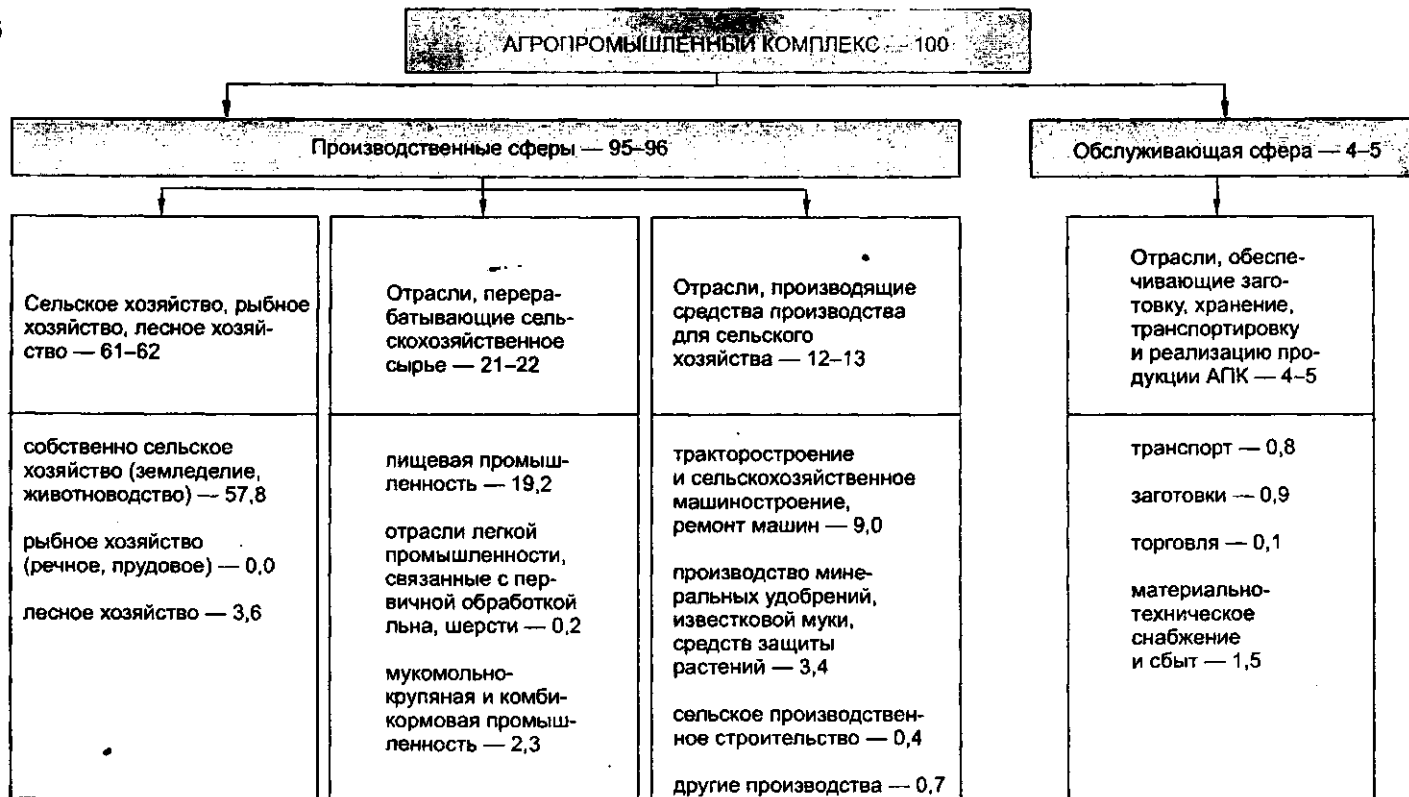 АГРОПРОМЫШЛЕННЫЙ КОМПЛЕКС — 100
Производственные сферы — 95–96
Обслуживающая сфера — 4–5
Сельское хозяйство, рыбное
хозяйство, лесное хозяй-
ство — 61–62
Отрасли, перера-
батывающие сель-
скохозяйственное
сырье — 21–22
Отрасли, производящие
средства производства
для сельского
хозяйства — 12–13
Отрасли, обеспе-
чивающие заго-
товку, хранение,
транспортировку
и реализацию про-
дукции АПК — 4–5
собственно сельское
хозяйство (земледелие,
животноводство) — 57,8
рыбное хозяйство
(речное, прудовое) — 0,0
лесное хозяйство — 3,6
пищевая промыш-
ленность — 19,2
отрасли легкой
промышленности,
связанные с пер-
вичной обработкой
льна, шерсти — 0,2
мукомольно-
крупяная и комби-
кормовая промыш-
ленность — 2,3
тракторостроение
и сельскохозяйственное
машиностроение,
ремонт машин — 9,0
производство мине-
ральных удобрений,
известковой муки,
средств защиты
растений — 3,4
сельское производствен-
ное строительство — 0,4
другие производства — 0,7
транспорт — 0,8
заготовки — 0,9
торговля — 0,1
материально-
техническое
снабжение
и сбыт — 1,5